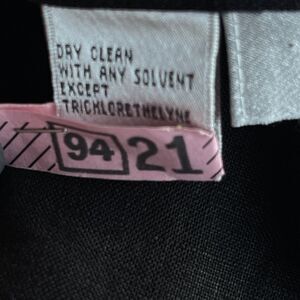 DRY CLEAN
WITH ANY SOLVENT
EXCEPT
TRICHLORETHELYNE
94 21